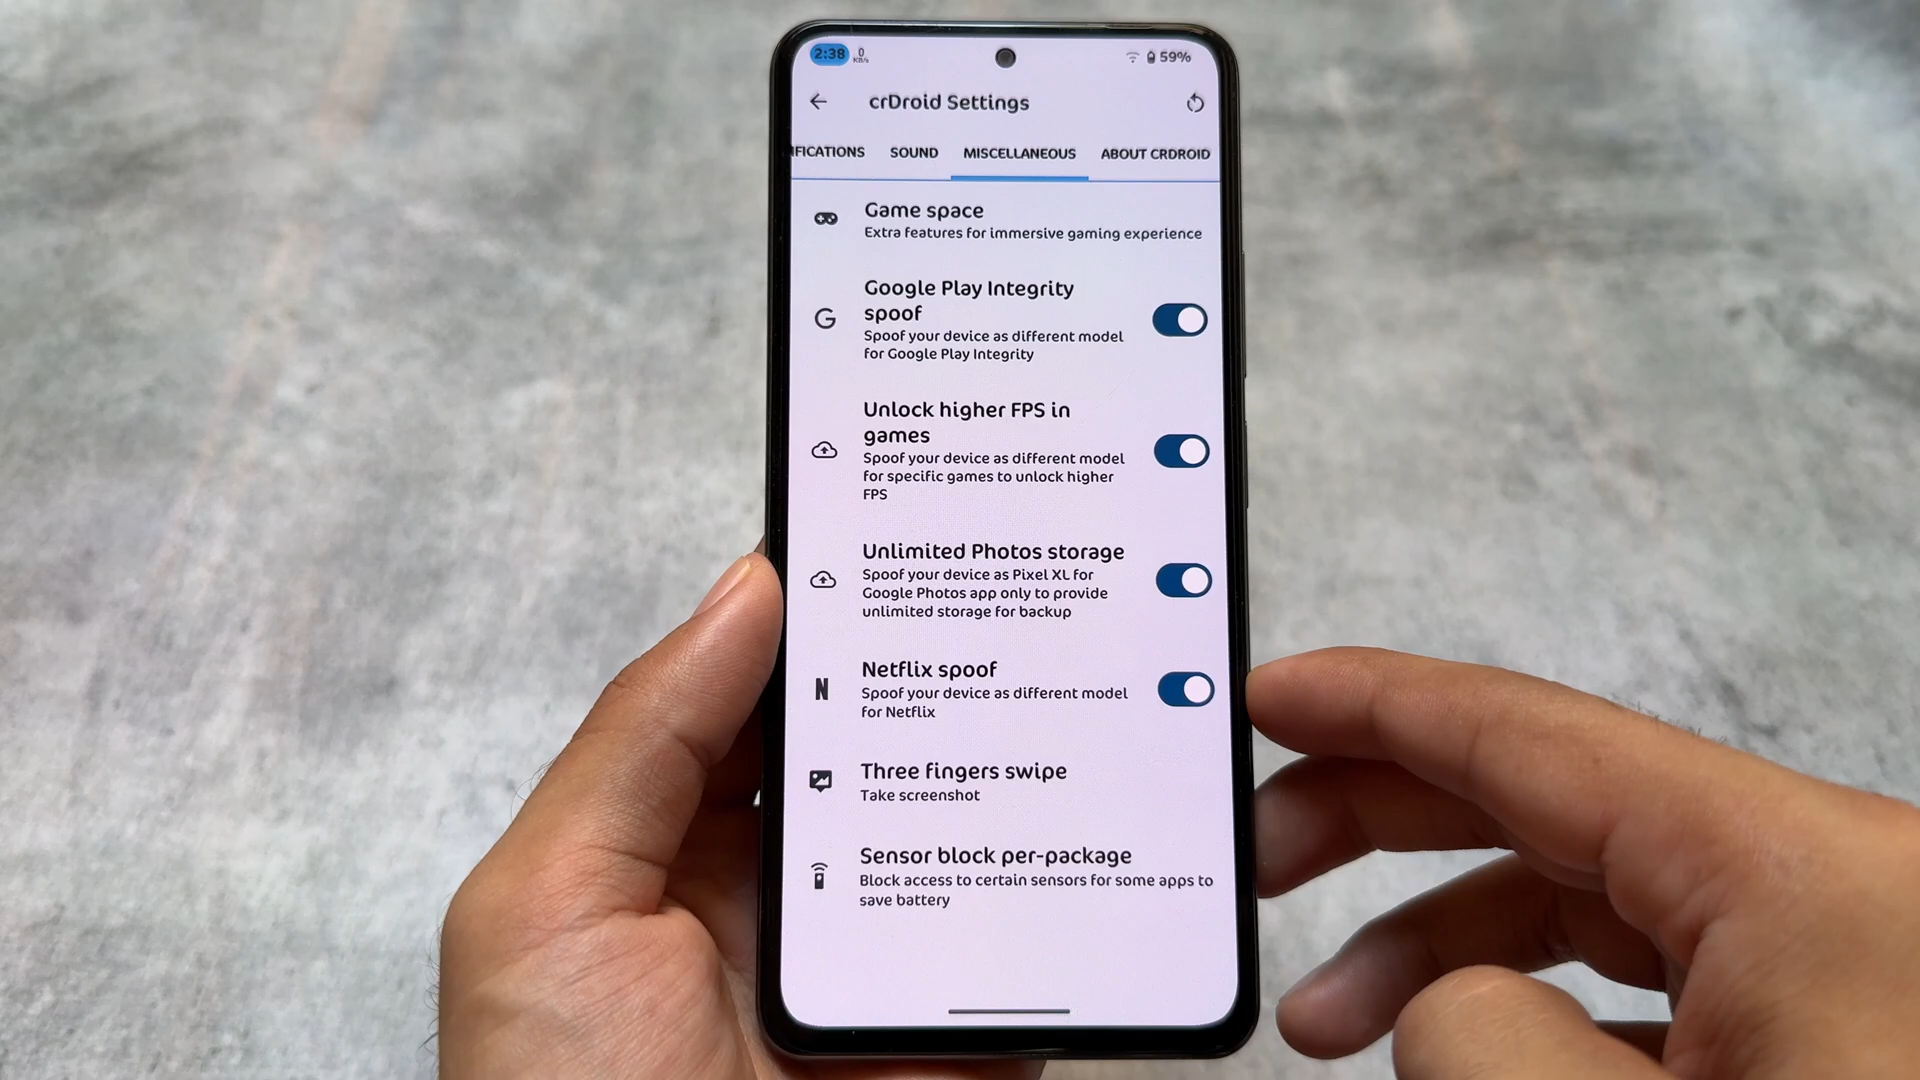 2:38 0 KB/s 59%
crDroid Settings
IFICATIONS SOUND MISCELLANEOUS ABOUT CRDROID
Game space
Extra features for immersive gaming experience
Google Play Integrity
spoof
Spoof your device as different model
for Google Play Integrity
Unlock higher FPS in
games
Spoof your device as different model
for specific games to unlock higher
FPS
Unlimited Photos storage
Spoof your device as Pixel XL for
Google Photos app only to provide
unlimited storage for backup
N
Netflix spoof
Spoof your device as different model
for Netflix
Three fingers swipe
Take screenshot
Sensor block per-package
Block access to certain sensors for some apps to
save battery